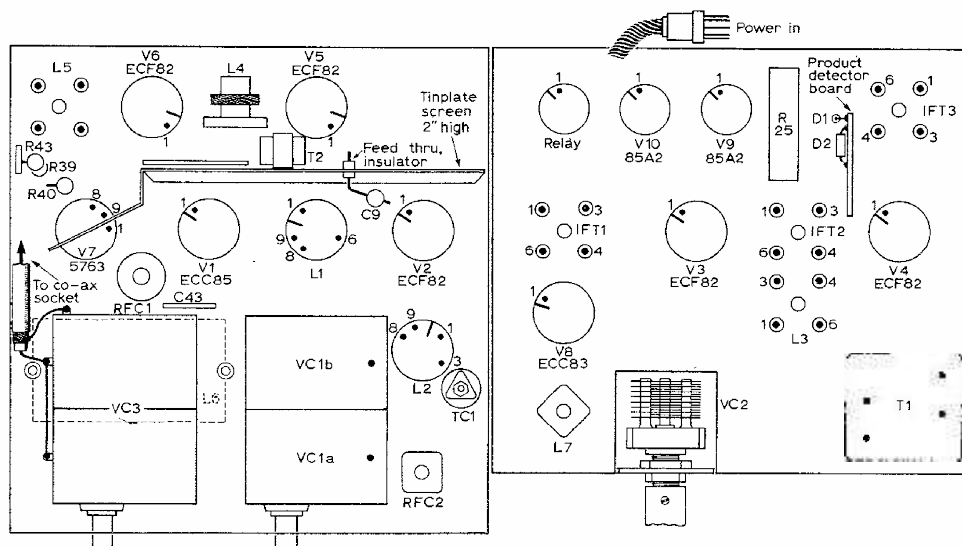 Power in
V6
ECF82
L5
L4
V5
ECF82
Tinplate
screen
2" high
1
1
T2
Feed thru,
insulator
R43
R39
R40
C9
8
9
1
V7
5763
1
V1
ECC85
1
9
8
6
L1
1
V2
ECF82
To co-ax
socket
RFC1
C43
VC3
L6
VC1b
VC1a
8
9
1
3
L2
TC1
RFC2
1
Relay
1
V10
85A2
1
V9
85A2
R
25
Product
detector
board
D1
D2
6
1
4
3
IFT3
1
3
IFT1
6
4
1
V3
ECF82
1
3
IFT2
6
4
3
4
1
6
L3
1
V4
ECF82
1
V8
ECC83
L7
VC2
T1